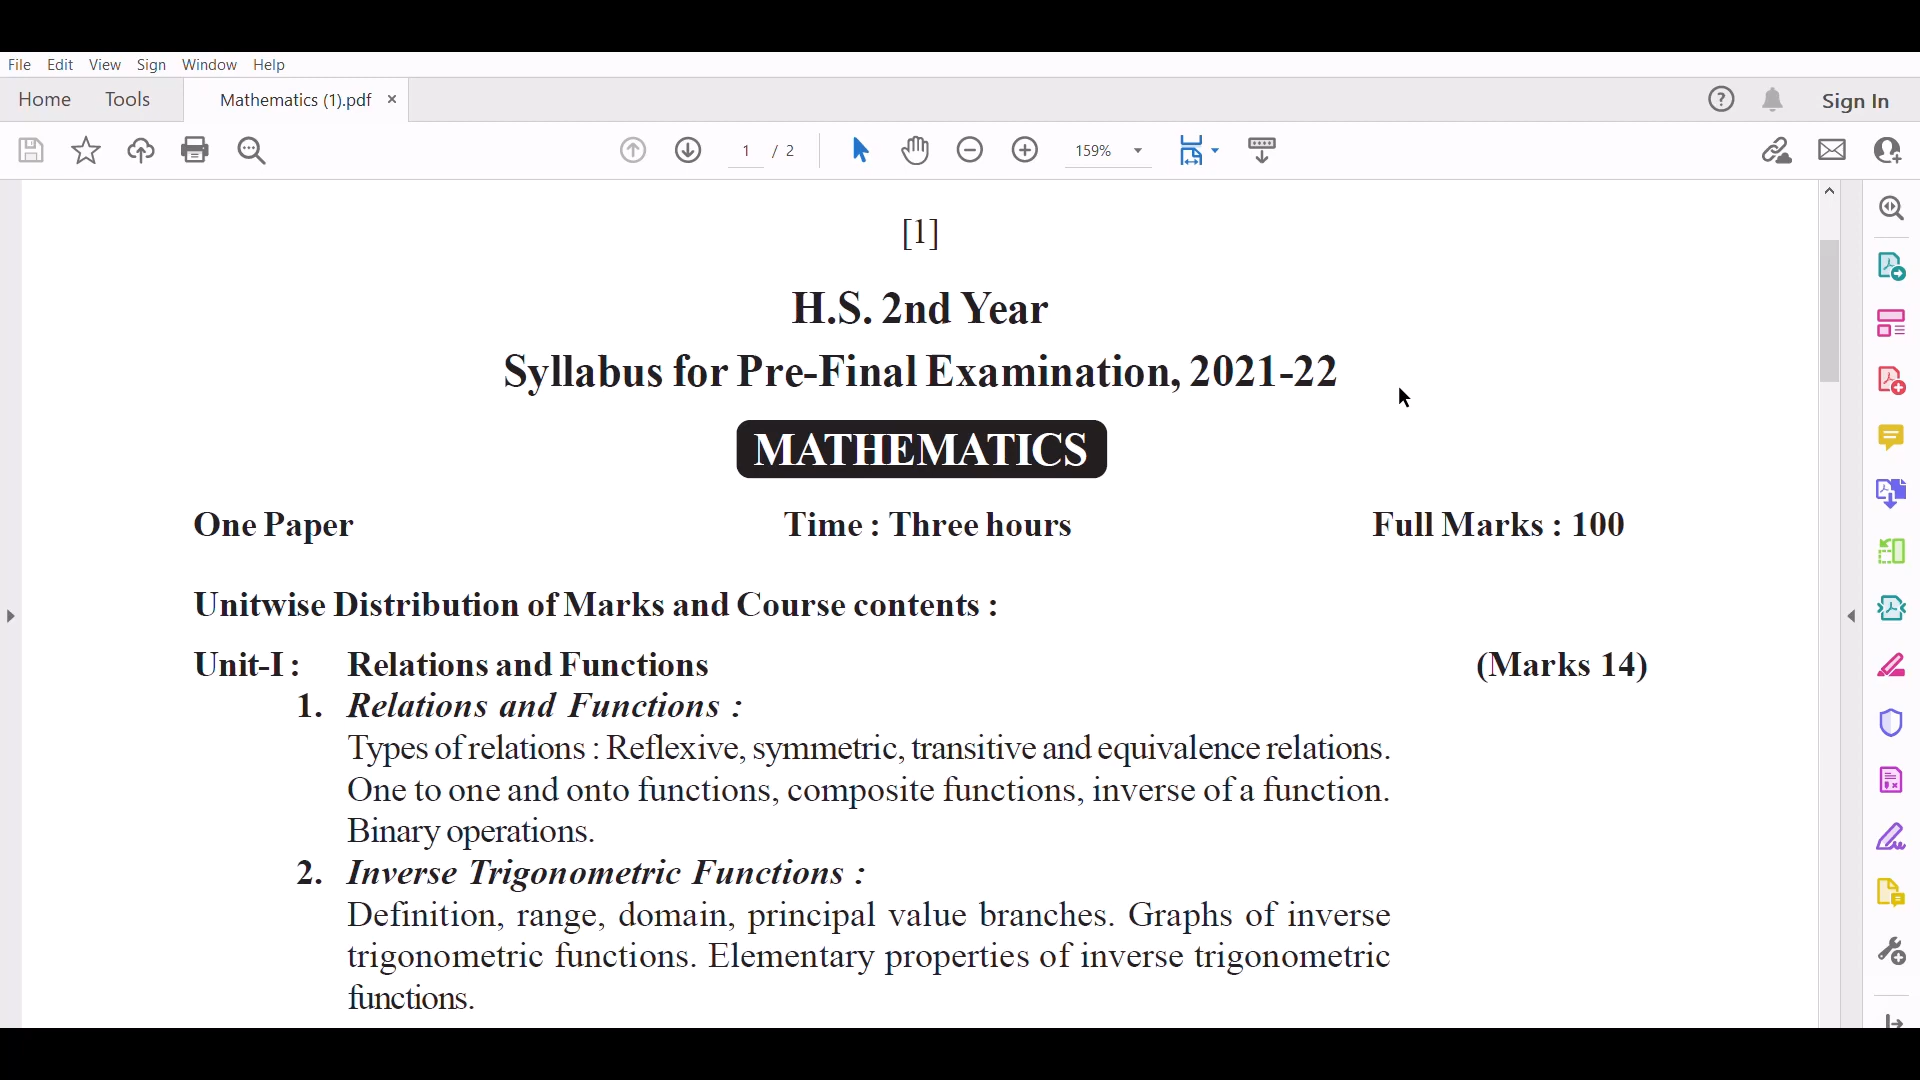 File Edit View Sign Window Help
Home Tools Mathematics (1).pdf × Sign In
1 / 2 159%
[1]
H.S. 2nd Year
Syllabus for Pre-Final Examination, 2021-22
MATHEMATICS
One Paper Time : Three hours Full Marks : 100
Unitwise Distribution of Marks and Course contents :
Unit-I : Relations and Functions (Marks 14)
1. Relations and Functions :
Types of relations : Reflexive, symmetric, transitive and equivalence relations.
One to one and onto functions, composite functions, inverse of a function.
Binary operations.
2. Inverse Trigonometric Functions :
Definition, range, domain, principal value branches. Graphs of inverse
trigonometric functions. Elementary properties of inverse trigonometric
functions.